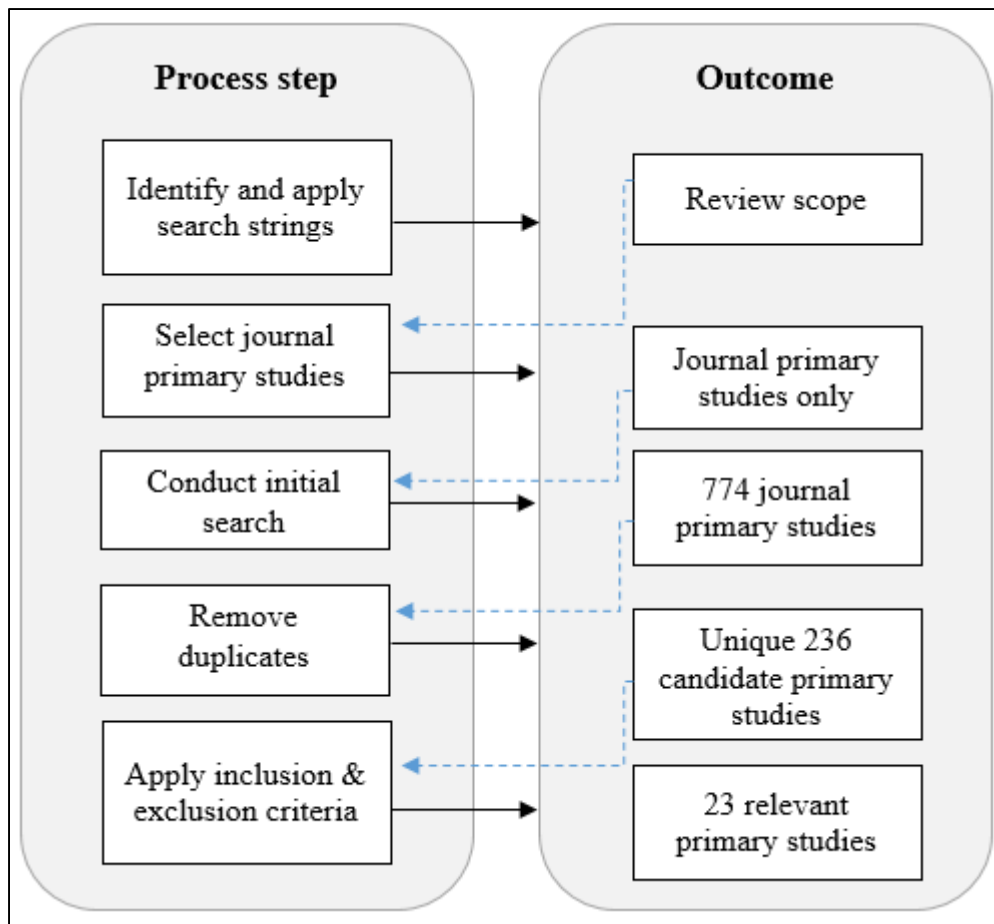 Process step
Identify and apply
search strings
Select journal
primary studies
Conduct initial
search
Remove
duplicates
Apply inclusion &
exclusion criteria
Outcome
Review scope
Journal primary
studies only
774 journal
primary studies
Unique 236
candidate primary
studies
23 relevant
primary studies